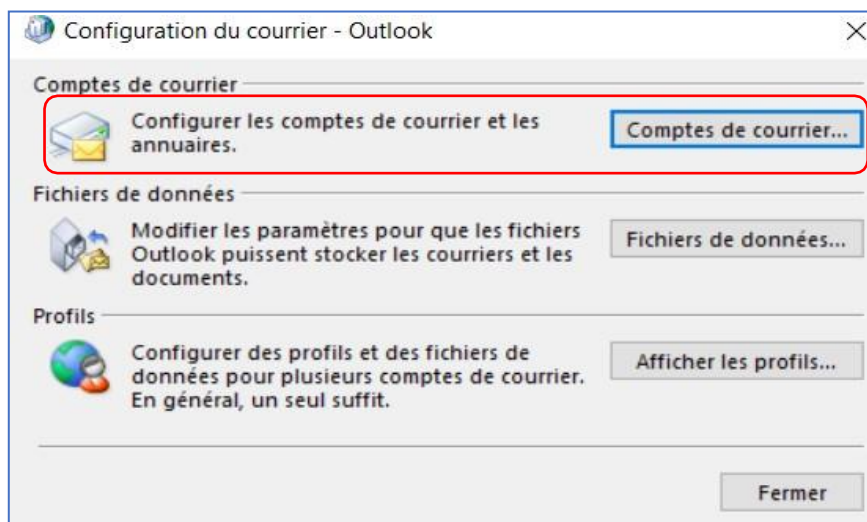 Configuration du courrier - Outlook
Comptes de courrier
Configurer les comptes de courrier et les
annuaires.
Comptes de courrier...
Fichiers de données
Modifier les paramètres pour que les fichiers
Outlook puissent stocker les courriers et les
documents.
Fichiers de données...
Profils
Configurer des profils et des fichiers de
données pour plusieurs comptes de courrier.
En général, un seul suffit.
Afficher les profils...
Fermer